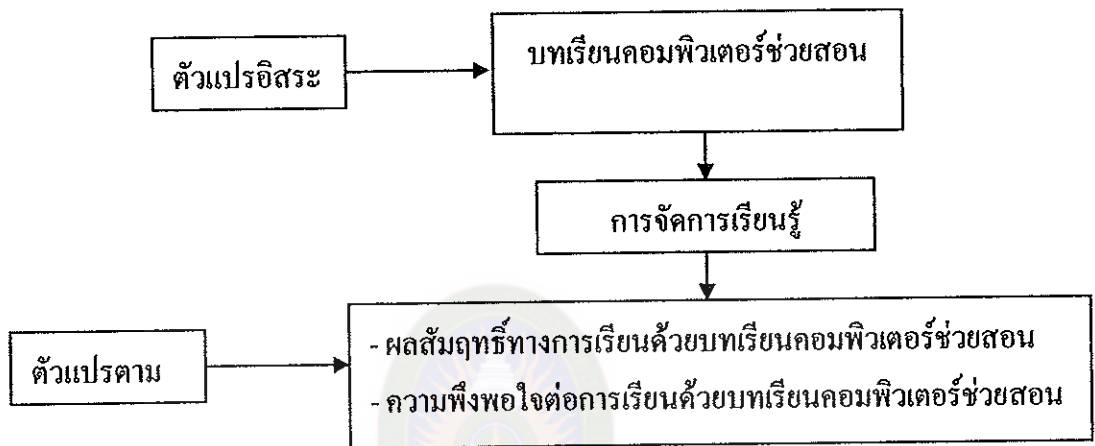 บทเรียนคอมพิวเตอร์ช่วยสอน
ตัวแปรอิสระ
การจัดการเรียนรู้
- ผลสัมฤทธิ์ทางการเรียนด้วยบทเรียนคอมพิวเตอร์ช่วยสอน
ตัวแปรตาม
- ความพึงพอใจต่อการเรียนด้วยบทเรียนคอมพิวเตอร์ช่วยสอน